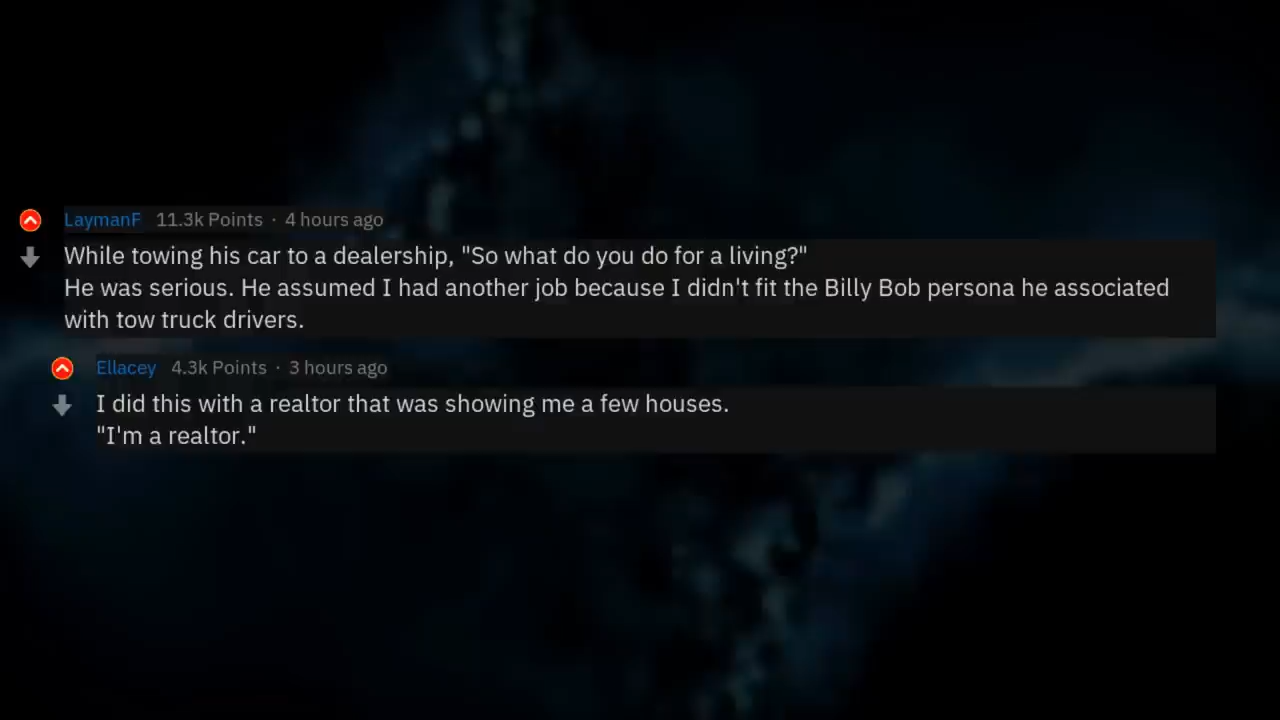 LaymanF 11.3k Points · 4 hours ago
While towing his car to a dealership, "So what do you do for a living?"
He was serious. He assumed I had another job because I didn't fit the Billy Bob persona he associated
with tow truck drivers.
Ellacey 4.3k Points · 3 hours ago
I did this with a realtor that was showing me a few houses.
"I'm a realtor."